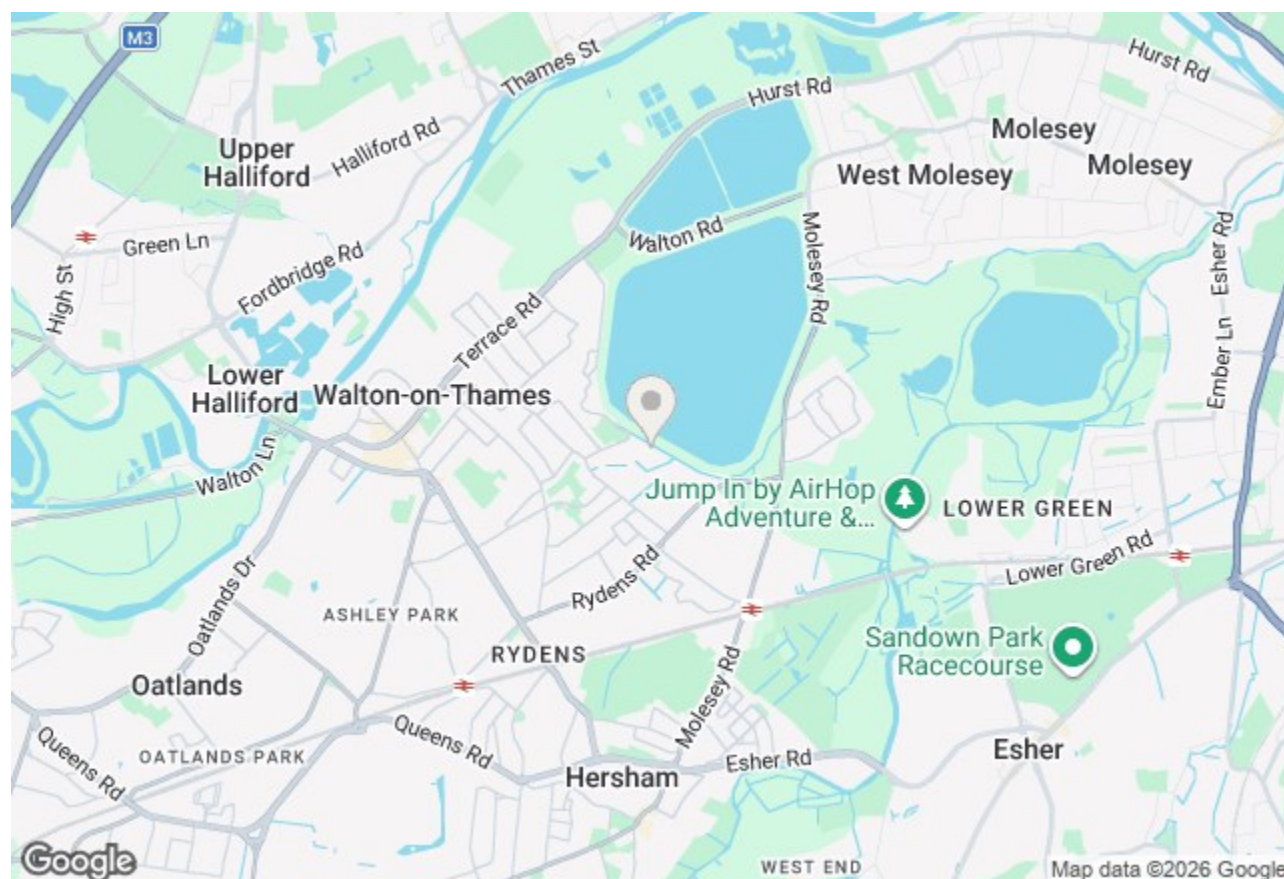 M3
Thames St
Hurst Rd
Hurst Rd
Upper
Halliford
Halliford Rd
Molesey
Molesey
West Molesey
Green Ln
High St
Fordbridge Rd
Walton Rd
Molesey Rd
Esher Rd
Ember Ln
Terrace Rd
Lower
Halliford
Walton-on-Thames
Walton Ln
Jump In by AirHop
Adventure &...
LOWER GREEN
Oatlands Dr
Rydens Rd
Lower Green Rd
ASHLEY PARK
RYDENS
Sandown Park
Racecourse
Oatlands
Molesey Rd
Queens Rd
Queens Rd
OATLANDS PARK
Hersham
Esher Rd
Esher
WEST END
Google
Map data ©2026 Google